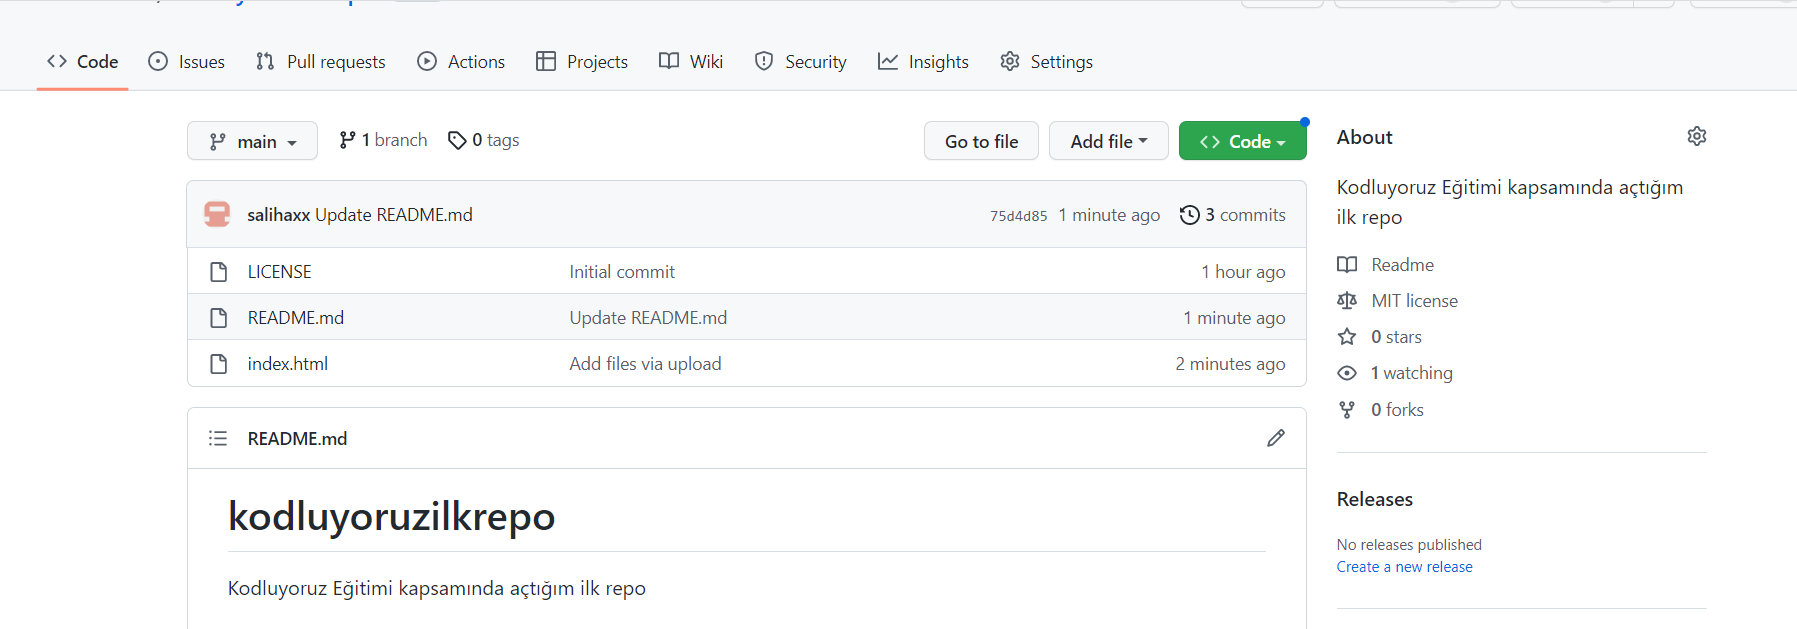 Code Issues Pull requests Actions Projects Wiki Security Insights Settings
main 1 branch 0 tags Go to file Add file Code
salihaxx Update README.md 75d4d85 1 minute ago 3 commits
LICENSE Initial commit 1 hour ago
README.md Update README.md 1 minute ago
index.html Add files via upload 2 minutes ago
README.md
kodluyoruzilkrepo
Kodluyoruz Eğitimi kapsamında açtığım ilk repo
About
Kodluyoruz Eğitimi kapsamında açtığım
ilk repo
Readme
MIT license
0 stars
1 watching
0 forks
Releases
No releases published
Create a new release